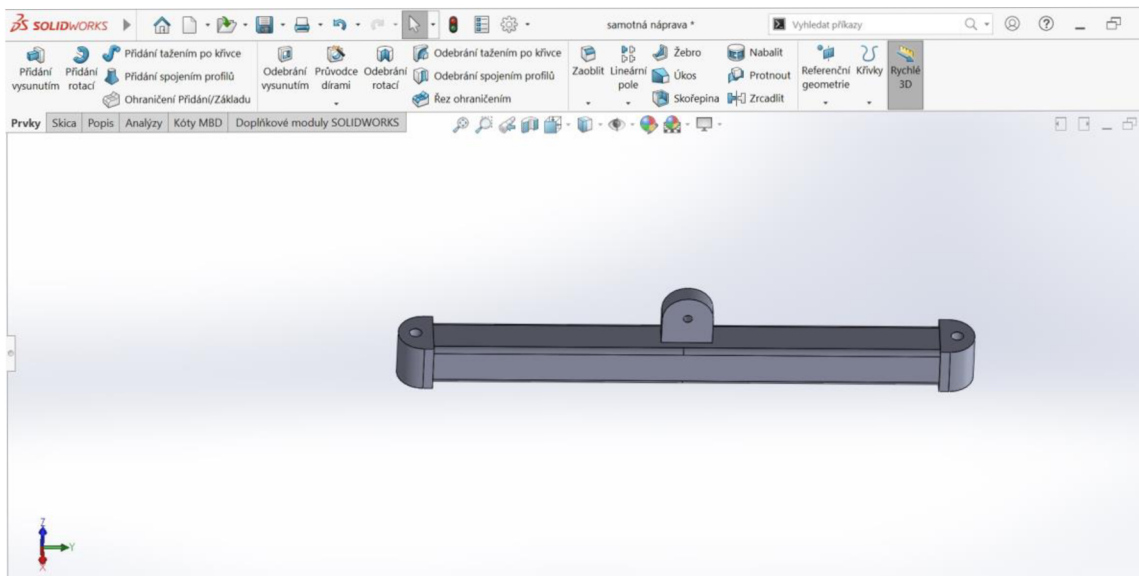 SOLIDWORKS
samotná náprava *
Vyhledat příkazy
Přidání vysunutím
Přidání rotací
Přidání tažením po křivce
Přidání spojením profilů
Ohraničení Přidání/Základu
Odebrání vysunutím
Průvodce dírami
Odebrání rotací
Odebrání tažením po křivce
Odebrání spojením profilů
Řez ohraničením
Zaoblit
Lineární pole
Žebro
Úkos
Skořepina
Nabalit
Protnout
Zrcadlit
Referenční geometrie
Křivky
Rychlé 3D
Prvky
Skica
Popis
Analýzy
Kóty MBD
Doplňkové moduly SOLIDWORKS
Z
Y
X